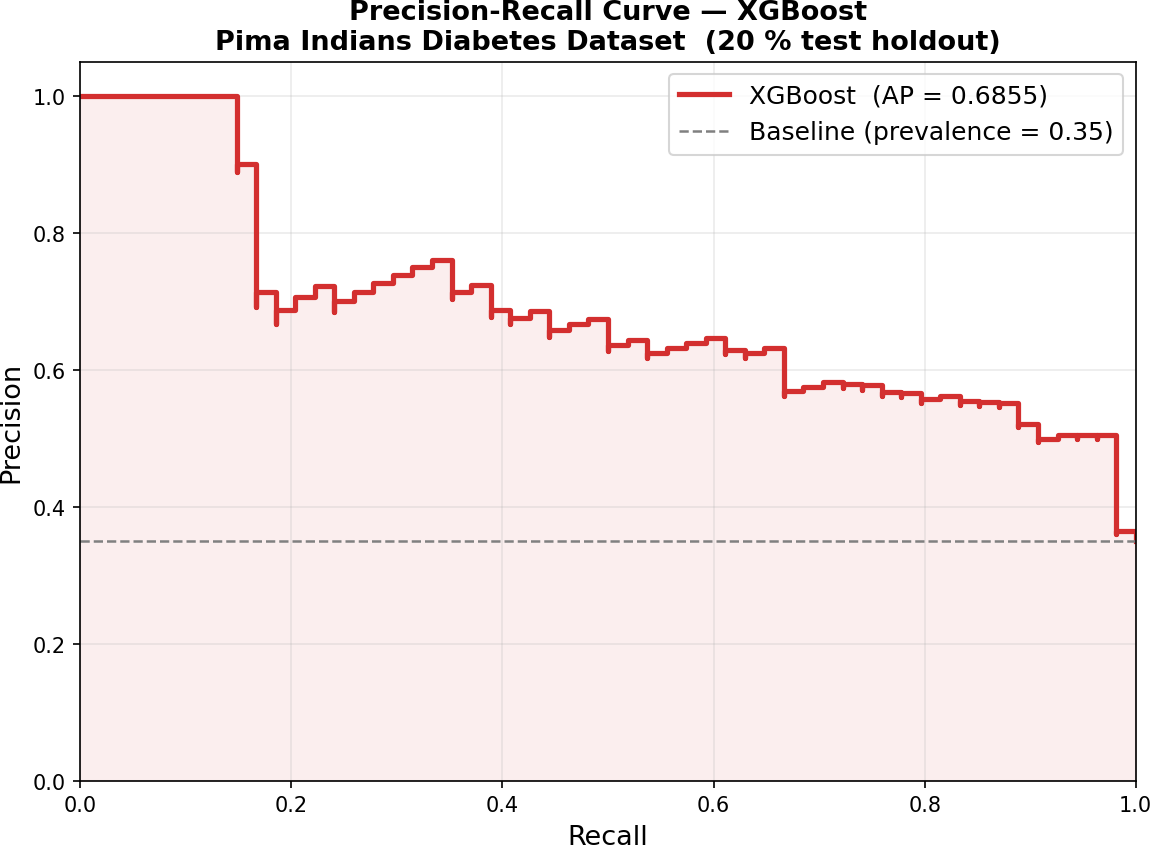 Precision-Recall Curve — XGBoost
Pima Indians Diabetes Dataset  (20 % test holdout)
XGBoost  (AP = 0.6855)
Baseline (prevalence = 0.35)
Precision
1.0
0.8
0.6
0.4
0.2
0.0
0.0 0.2 0.4 0.6 0.8 1.0
Recall